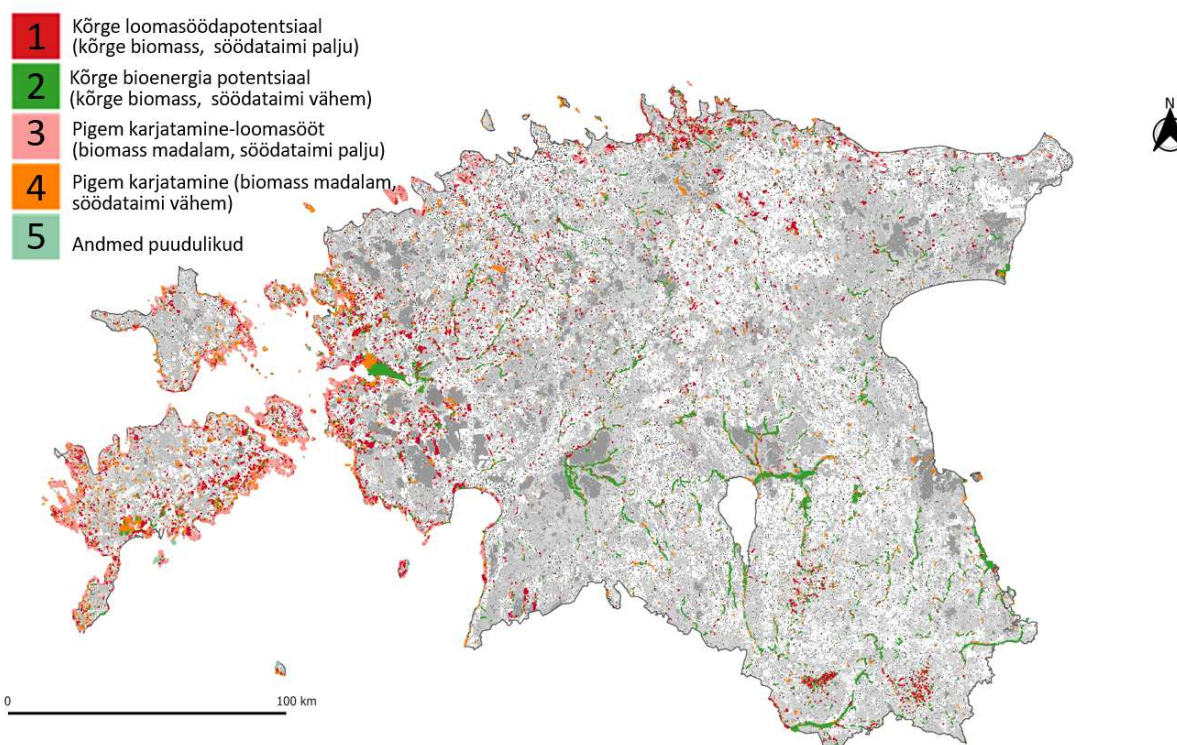 1 Kõrge loomasöödapotentsiaal
(kõrge biomass, söödataimi palju)
2 Kõrge bioenergia potentsiaal
(kõrge biomass, söödataimi vähem)
3 Pigem karjatamine-loomasööt
(biomass madalam, söödataimi palju)
4 Pigem karjatamine (biomass madalam,
söödataimi vähem)
5 Andmed puudulikud
N
0 100 km